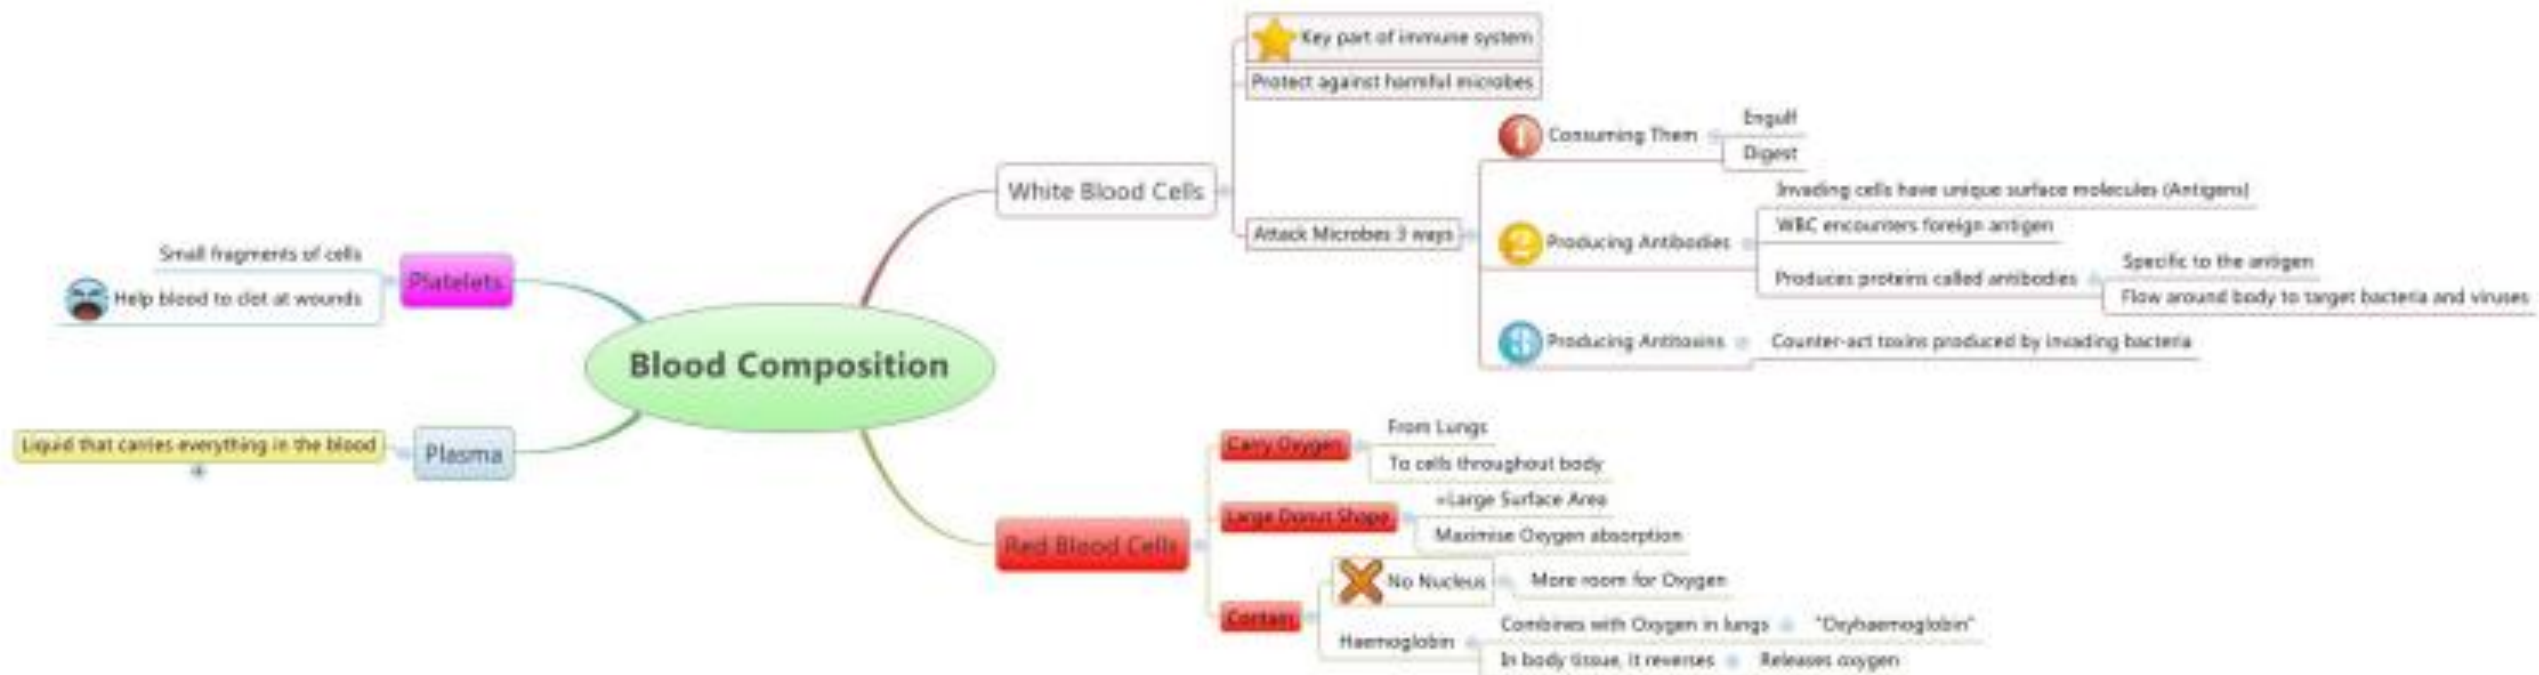 Key part of immune system
Protect against harmful microbes
White Blood Cells
Attack Microbes 3 ways
1 Consuming Them
Engulf
Digest
2 Producing Antibodies
Invading cells have unique surface molecules (Antigens)
WBC encounters foreign antigen
Produces proteins called antibodies
Specific to the antigen
Flow around body to target bacteria and viruses
3 Producing Antitoxins
Counter-act toxins produced by invading bacteria
Small fragments of cells
Help blood to clot at wounds
Platelets
Blood Composition
Liquid that carries everything in the blood
Plasma
Red Blood Cells
Carry Oxygen
From Lungs
To cells throughout body
Large Donut Shape
=Large Surface Area
Maximise Oxygen absorption
Contain
No Nucleus
More room for Oxygen
Haemoglobin
Combines with Oxygen in lungs
"Oxyhaemoglobin"
In body tissue, it reverses
Releases oxygen